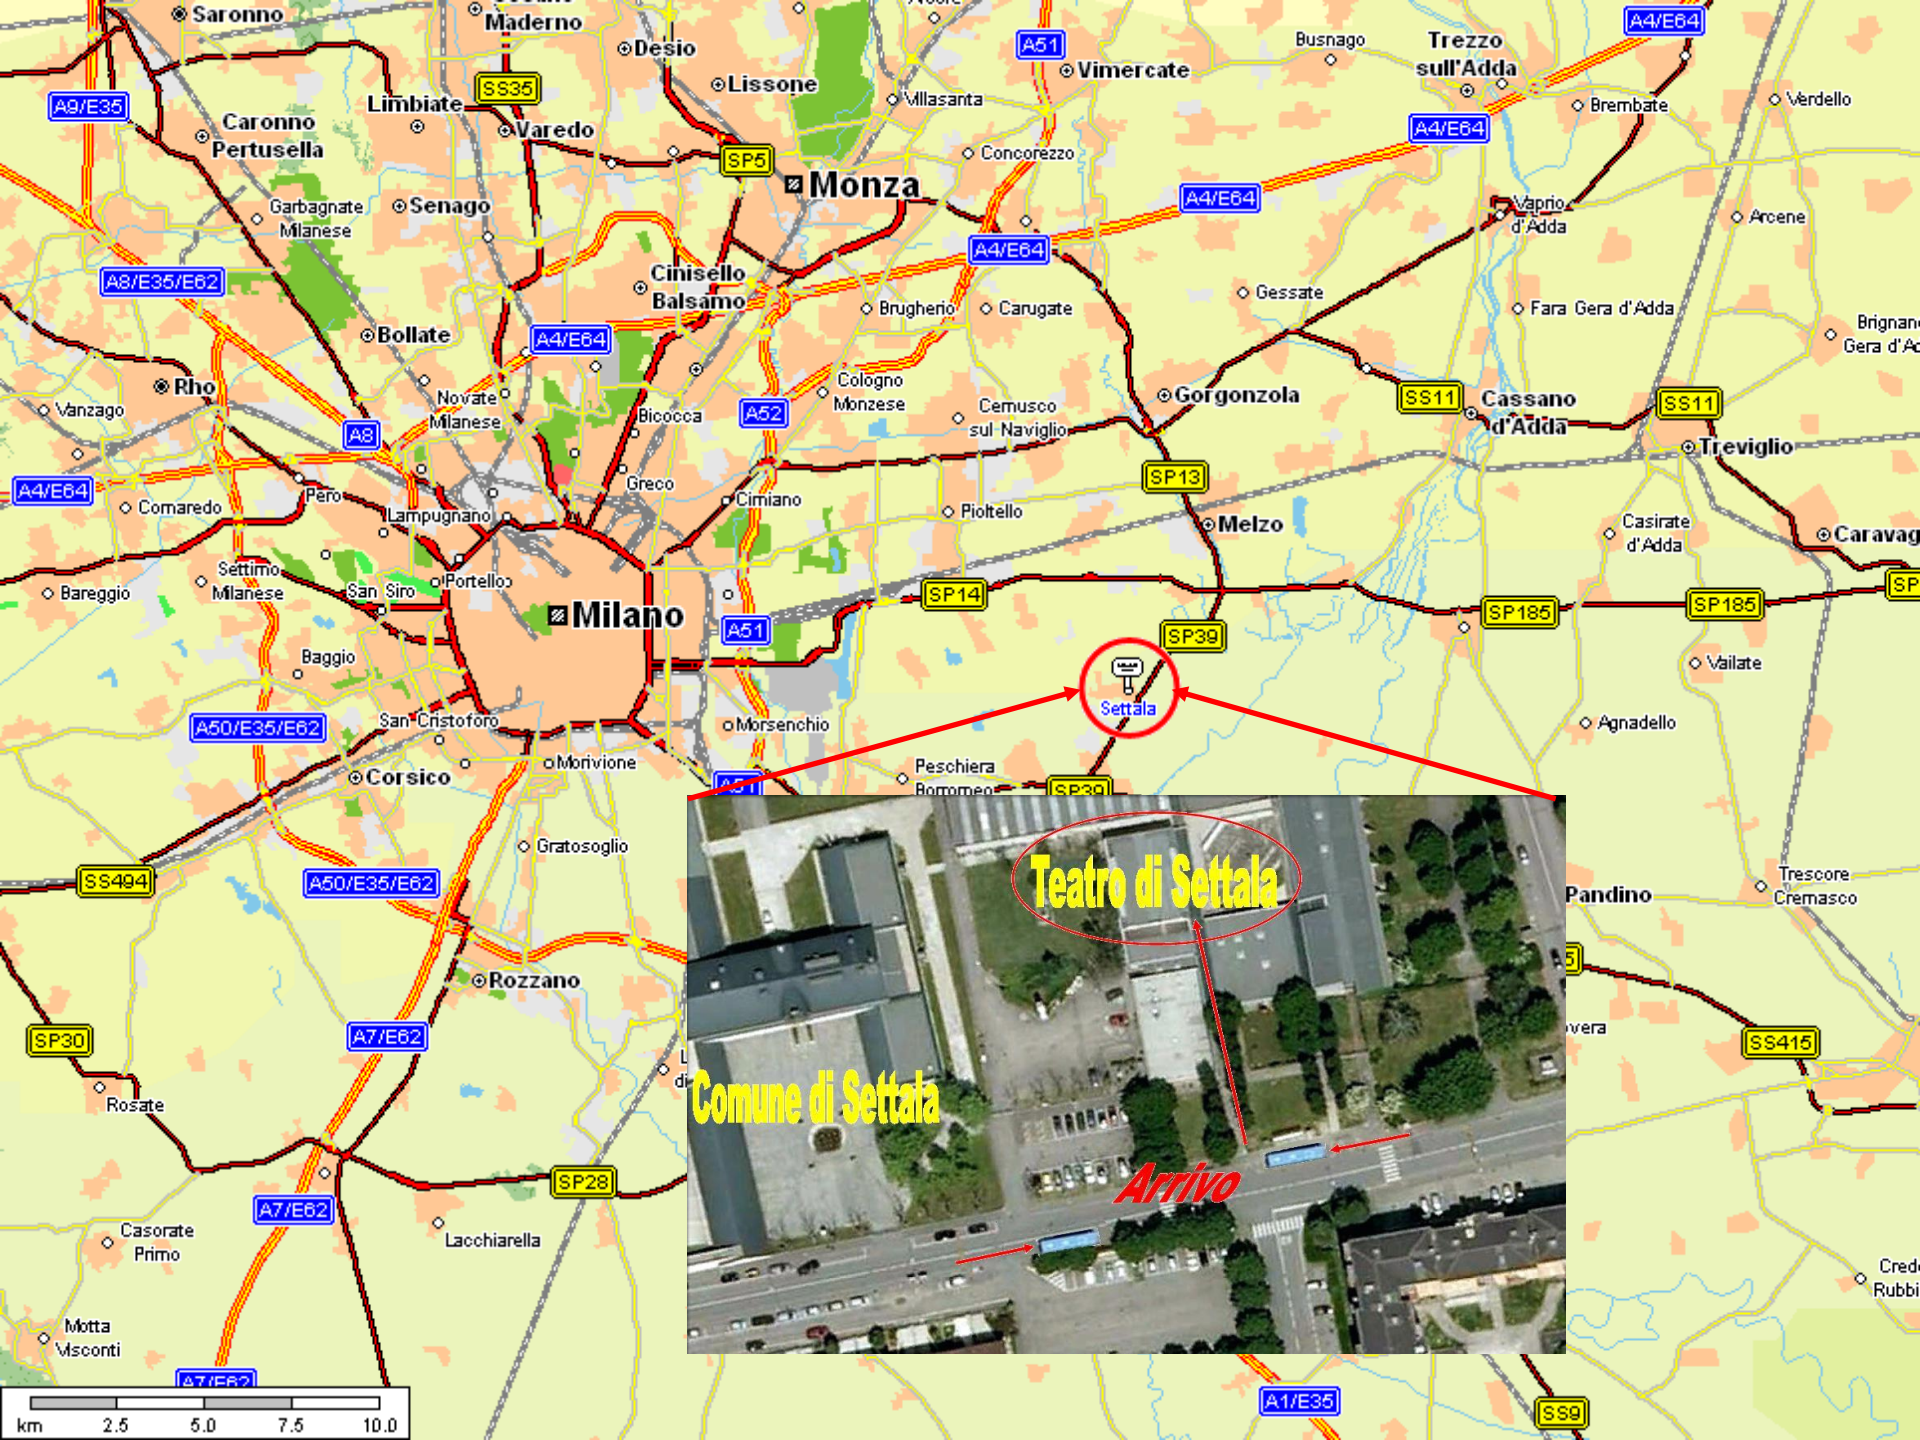 Saronno
Maderno
Desio
A51
A4/E64
Busnago
Trezzo
sull'Adda
Lissone
Vimercate
SS35
A9/E35
Limbiate
Villasanta
Brembate
Verdello
Caronno
Pertusella
Varedo
A4/E64
SP5
Concorezzo
Monza
Garbagnate
Milanese
Senago
A4/E64
Vaprio
d'Adda
Arcene
A4/E64
A8/E35/E62
Cinisello
Balsamo
Gessate
Brugherio
Carugate
Fara Gera d'Adda
Brignan
Gera d'Ad
Bollate
A4/E64
Rho
Cologno
Monzese
Gorgonzola
SS11
Cassano
d'Adda
SS11
Vanzago
Novate
Milanese
Bicocca
A52
Cernusco
sul Naviglio
A8
Treviglio
A4/E64
Pero
Greco
SP13
Comaredo
Lampugnano
Cimiano
Pioltello
Melzo
Casirate
d'Adda
Caravag
Settimo
Milanese
Bareggio
San Siro
Portello
SP14
SP185
SP185
SP
Milano
A51
SP39
Baggio
Vailate
Settala
San Cristoforo
Morsenchio
Agnadello
A50/E35/E62
Corsico
Morivione
Peschiera
Borromeo
A51
SP39
Gratosoglio
SS494
A50/E35/E62
Teatro di Settala
Trescore
Cremasco
Pandino
5
Rozzano
SP30
A7/E62
vera
SS415
L
di
Comune di Settala
Rosate
Arrivo
SP28
A7/E62
Casorate
Primo
Lacchiarella
Crede
Rubbi
Motta
Visconti
A7/E62
A1/E35
SS9
km 2.5 5.0 7.5 10.0